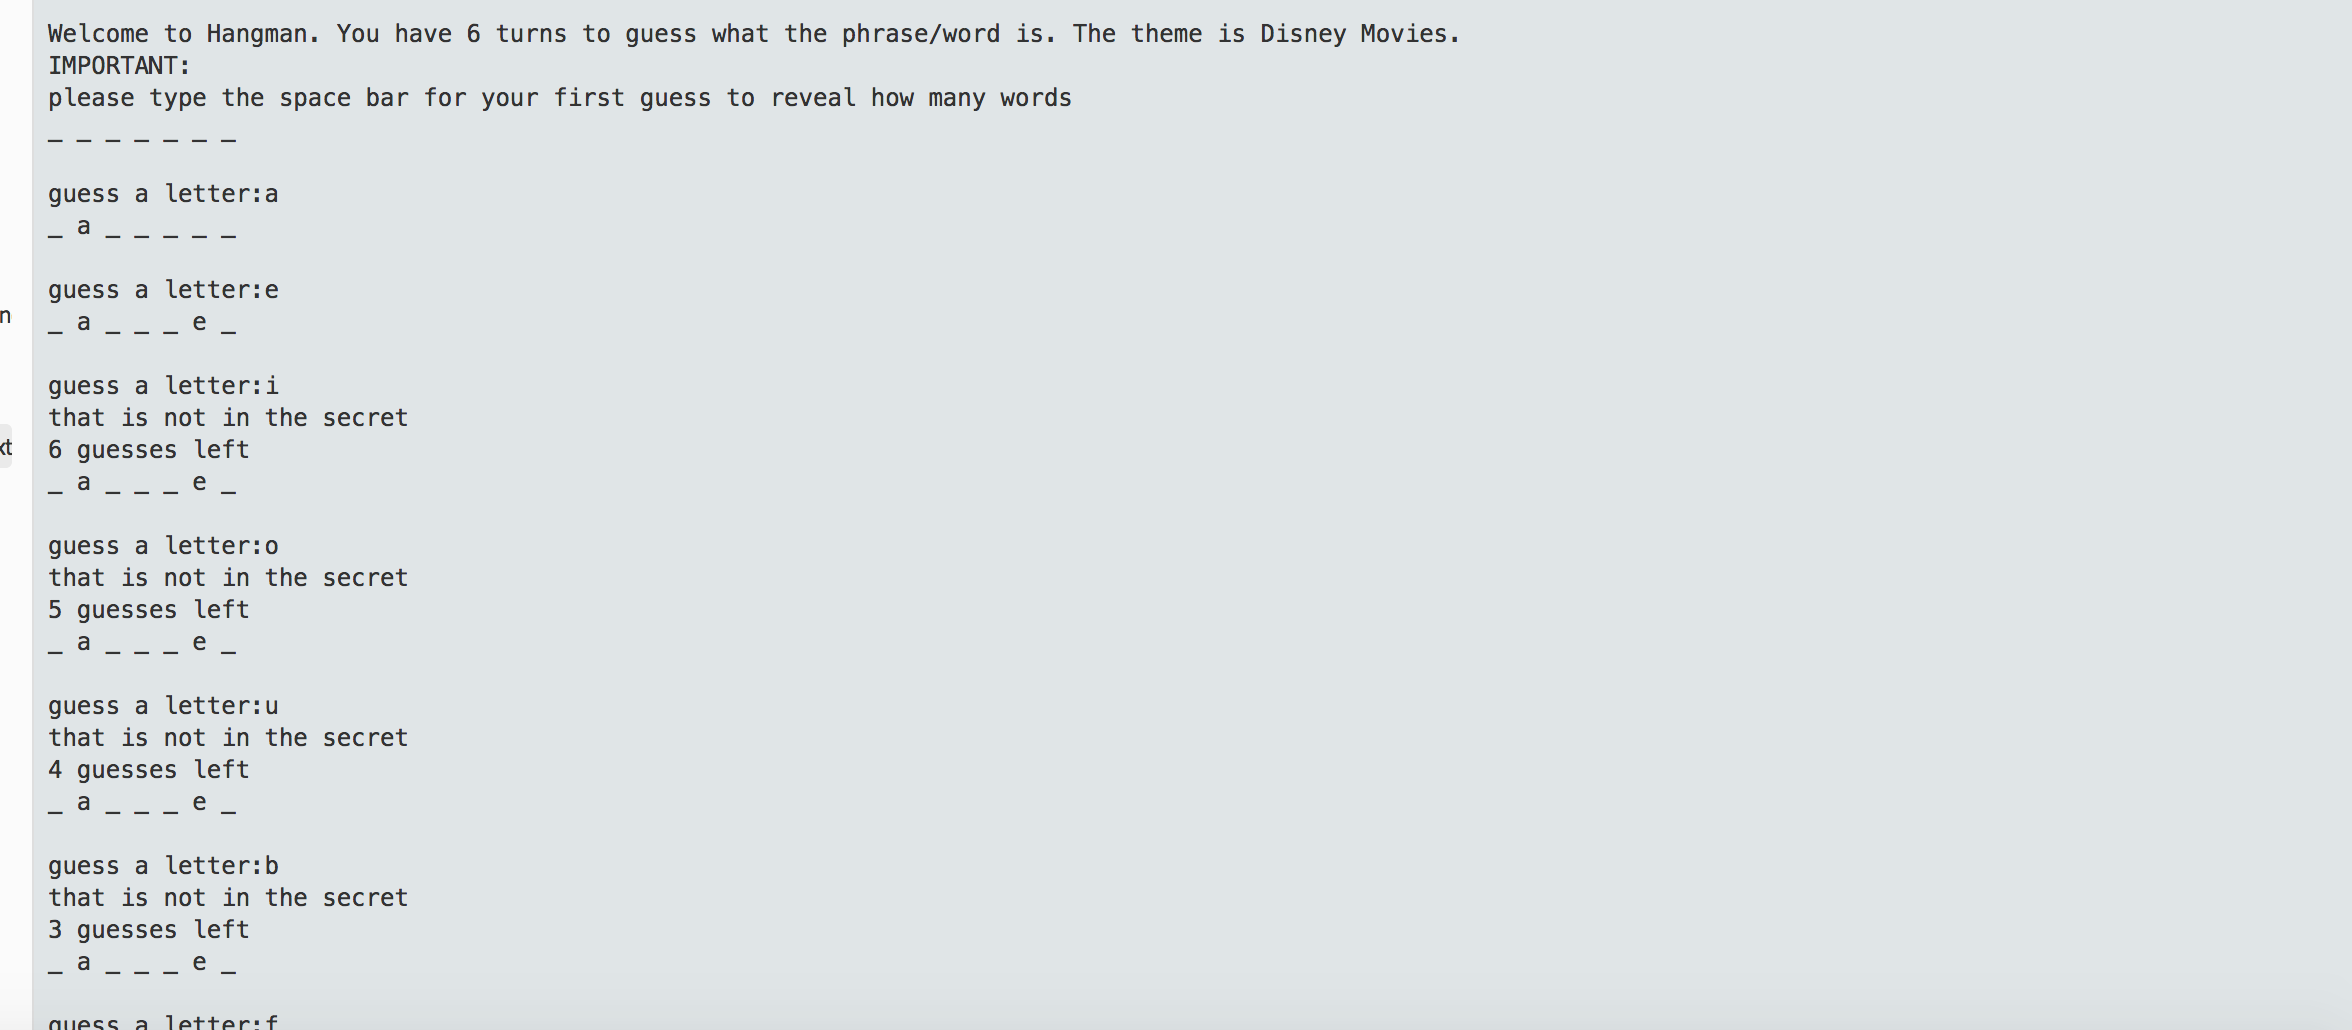 Welcome to Hangman. You have 6 turns to guess what the phrase/word is. The theme is Disney Movies.
IMPORTANT:
please type the space bar for your first guess to reveal how many words
_ _ _ _ _ _ _
guess a letter:a
_ a _ _ _ _ _
guess a letter:e
_ a _ _ _ e _
n
guess a letter:i
that is not in the secret
6 guesses left
xt
_ a _ _ _ e _
guess a letter:o
that is not in the secret
5 guesses left
_ a _ _ _ e _
guess a letter:u
that is not in the secret
4 guesses left
_ a _ _ _ e _
guess a letter:b
that is not in the secret
3 guesses left
_ a _ _ _ e _
guess a letter:f